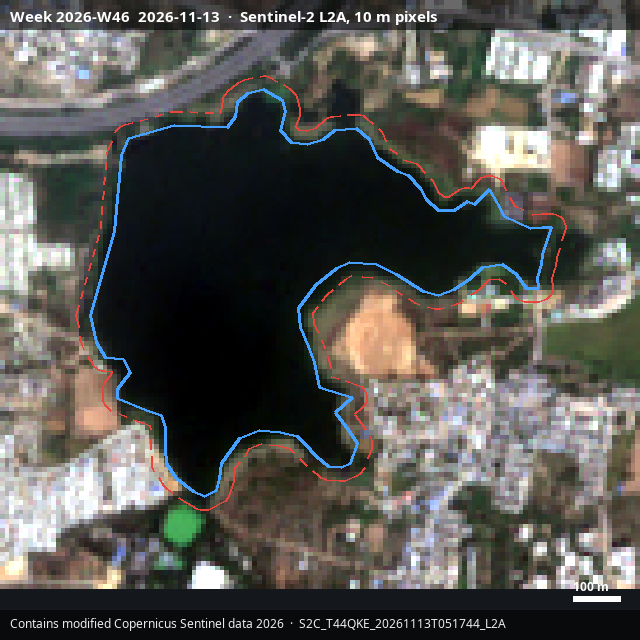 Week 2026-W46  2026-11-13  ·  Sentinel-2 L2A, 10 m pixels
100 m
Contains modified Copernicus Sentinel data 2026  ·  S2C_T44QKE_20261113T051744_L2A